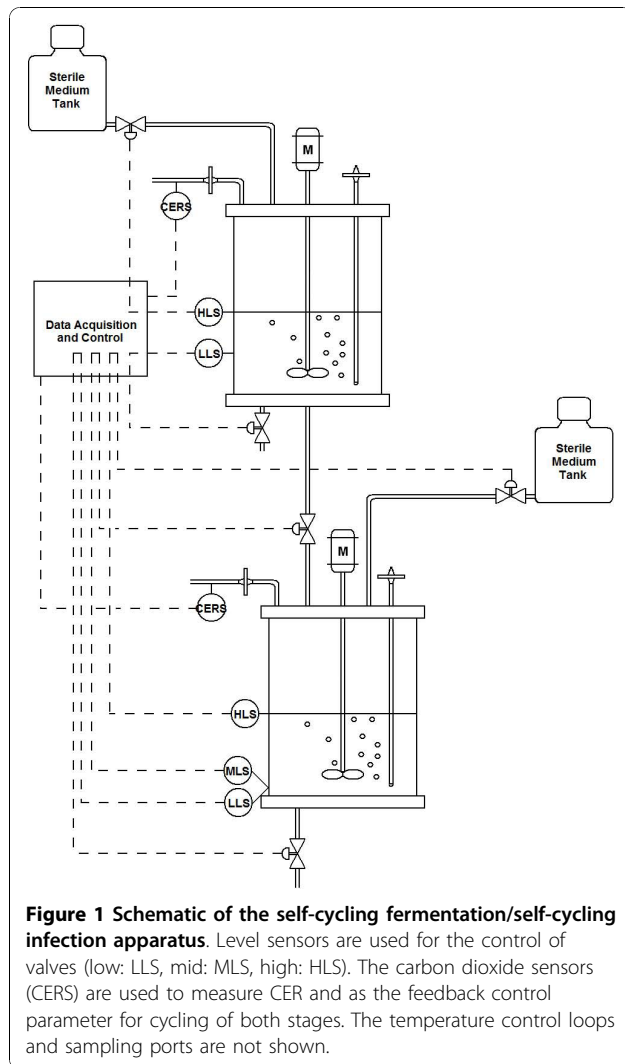 Sterile
Medium
Tank
M
CERS
HLS
Data Acquisition
and Control
LLS
Sterile
Medium
Tank
M
CERS
HLS
MLS
LLS
Figure 1 Schematic of the self-cycling fermentation/self-cycling
infection apparatus. Level sensors are used for the control of
valves (low: LLS, mid: MLS, high: HLS). The carbon dioxide sensors
(CERS) are used to measure CER and as the feedback control
parameter for cycling of both stages. The temperature control loops
and sampling ports are not shown.